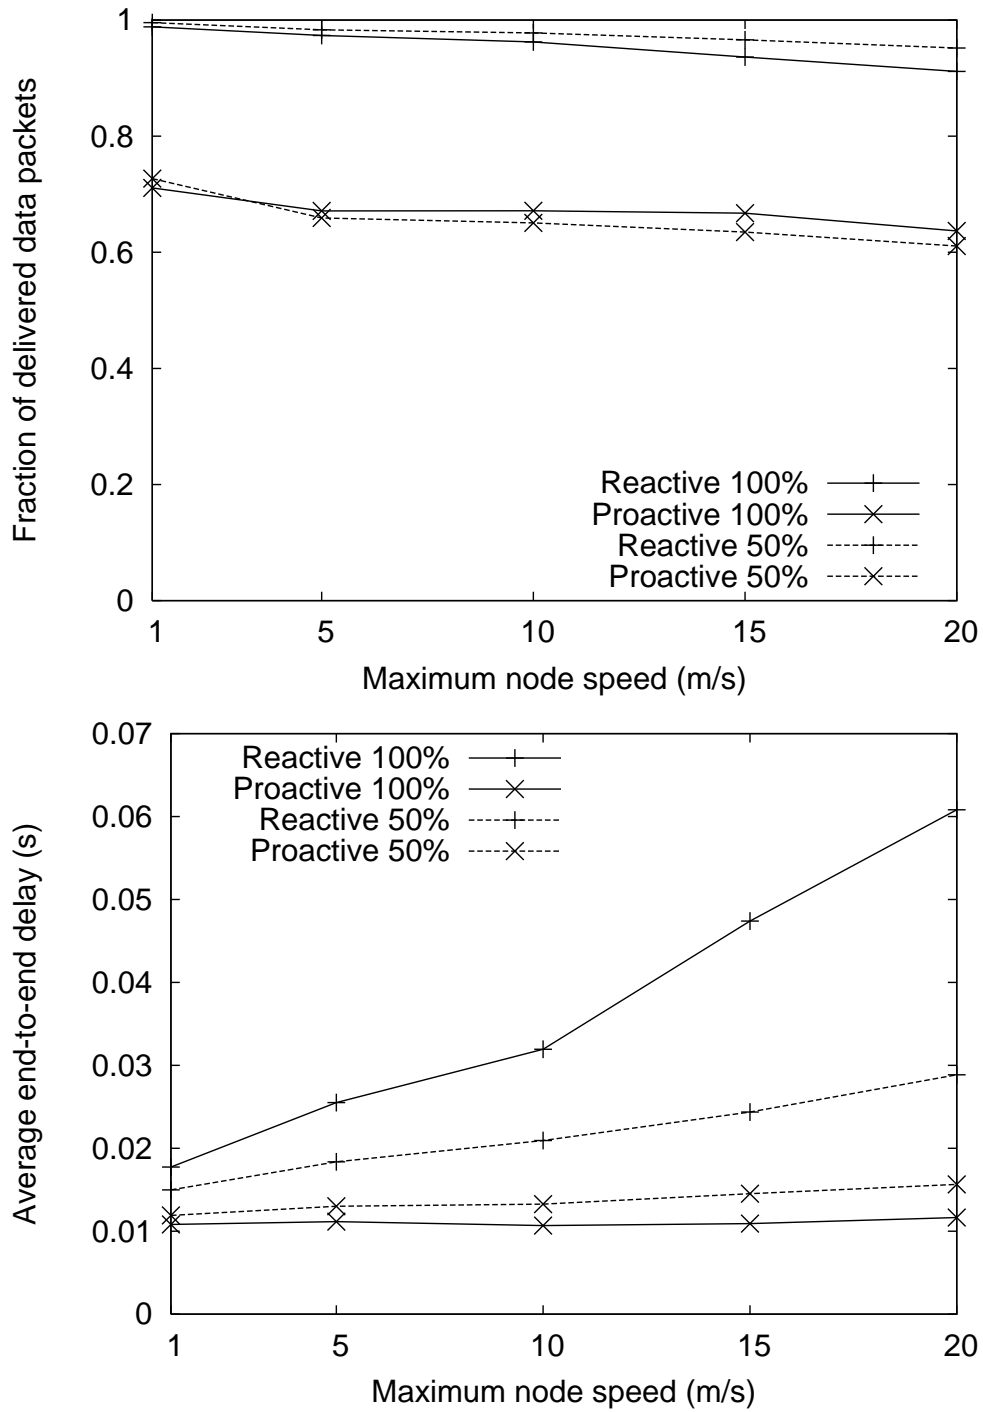 1
0.8
0.6
0.4
0.2
0
Fraction of delivered data packets
Reactive 100%
Proactive 100%
Reactive 50%
Proactive 50%
1 5 10 15 20
Maximum node speed (m/s)
0.07
0.06
0.05
0.04
0.03
0.02
0.01
0
Average end-to-end delay (s)
Reactive 100%
Proactive 100%
Reactive 50%
Proactive 50%
1 5 10 15 20
Maximum node speed (m/s)